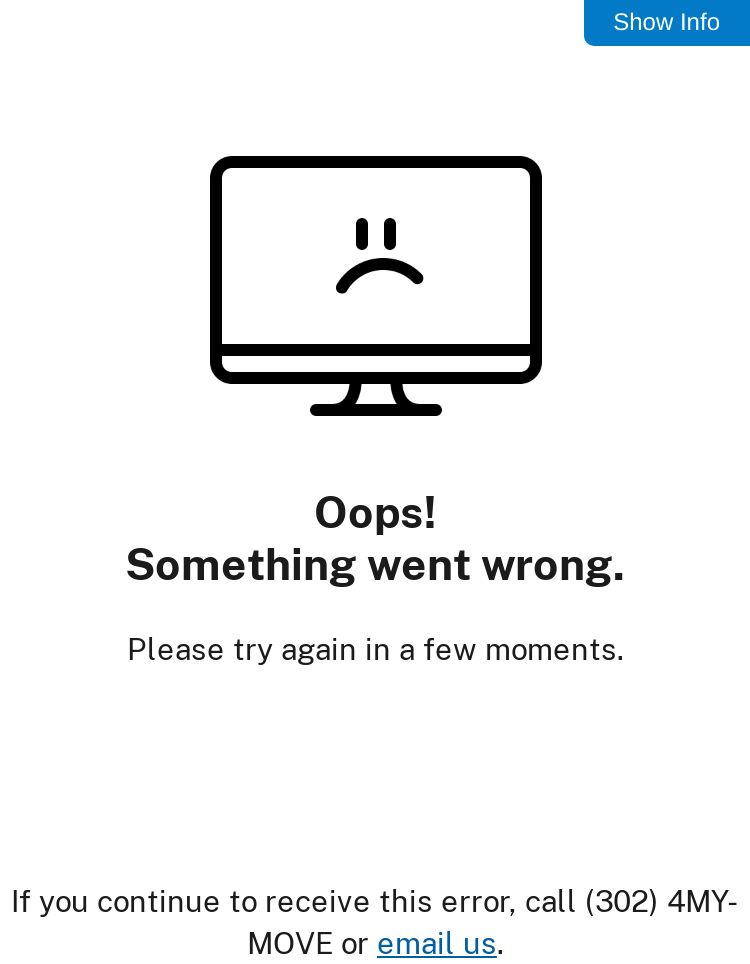 Show Info
Oops!
Something went wrong.
Please try again in a few moments.
If you continue to receive this error, call (302) 4MY-
MOVE or email us.